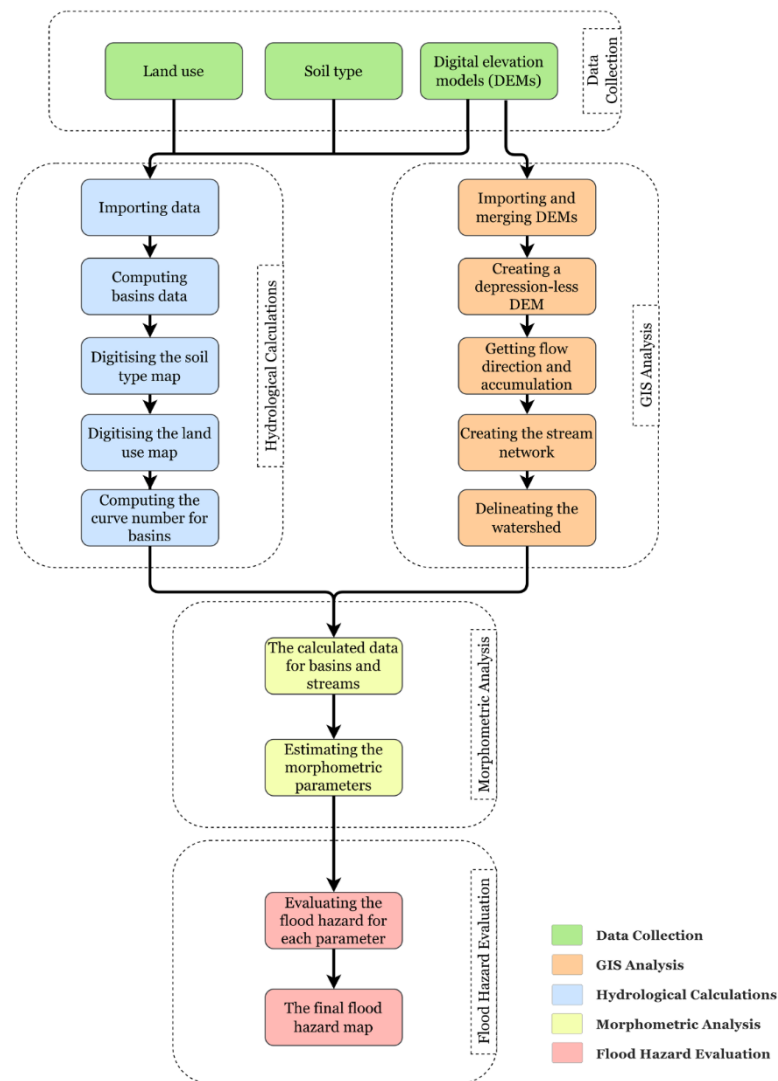 Land use
Soil type
Digital elevation
models (DEMs)
Data
Collection
Importing data
Computing
basins data
Digitising the soil
type map
Digitising the land
use map
Computing the
curve number for
basins
Hydrological Calculations
Importing and
merging DEMs
Creating a
depression-less
DEM
Getting flow
direction and
accumulation
Creating the stream
network
Delineating the
watershed
GIS Analysis
The calculated data
for basins and
streams
Estimating the
morphometric
parameters
Morphometric Analysis
Evaluating the
flood hazard for
each parameter
The final flood
hazard map
Flood Hazard Evaluation
Data Collection
GIS Analysis
Hydrological Calculations
Morphometric Analysis
Flood Hazard Evaluation